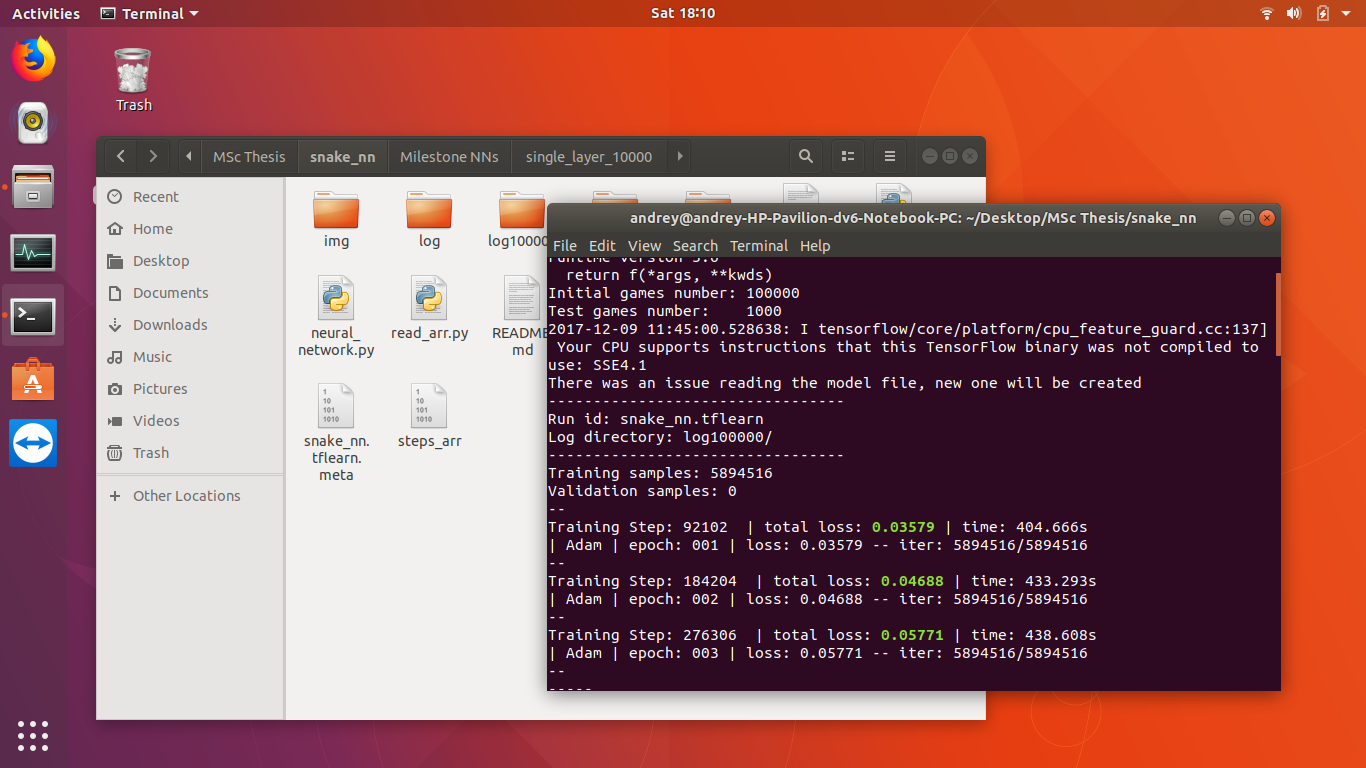 Activities
Terminal
Sat 18:10
Trash
MSc Thesis
snake_nn
Milestone NNs
single_layer_10000
Recent
Home
Desktop
Documents
Downloads
Music
Pictures
Videos
Trash
Other Locations
img
log
log10000
neural_
network.py
read_arr.py
README
md
snake_nn.
tflearn.
meta
steps_arr
andrey@andrey-HP-Pavilion-dv6-Notebook-PC: ~/Desktop/MSc Thesis/snake_nn
File Edit View Search Terminal Help
runtime version 3.6
return f(*args, **kwds)
Initial games number: 100000
Test games number: 1000
2017-12-09 11:45:00.528638: I tensorflow/core/platform/cpu_feature_guard.cc:137]
Your CPU supports instructions that this TensorFlow binary was not compiled to
use: SSE4.1
There was an issue reading the model file, new one will be created
---------------------------------
Run id: snake_nn.tflearn
Log directory: log100000/
---------------------------------
Training samples: 5894516
Validation samples: 0
--
Training Step: 92102 | total loss: 0.03579 | time: 404.666s
| Adam | epoch: 001 | loss: 0.03579 -- iter: 5894516/5894516
--
Training Step: 184204 | total loss: 0.04688 | time: 433.293s
| Adam | epoch: 002 | loss: 0.04688 -- iter: 5894516/5894516
--
Training Step: 276306 | total loss: 0.05771 | time: 438.608s
| Adam | epoch: 003 | loss: 0.05771 -- iter: 5894516/5894516
--
-----